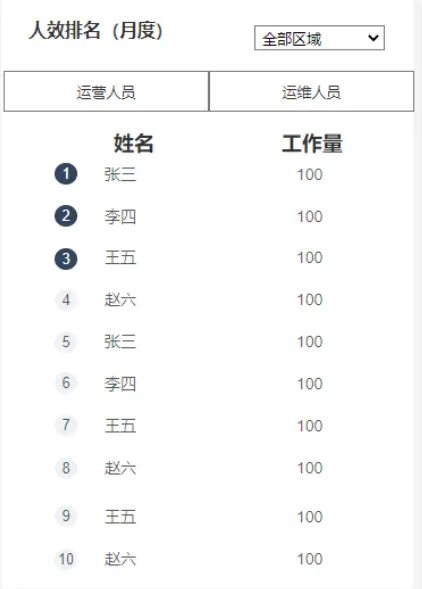 人效排名（月度）
全部区域
运营人员 运维人员
姓名 工作量
1 张三 100
2 李四 100
3 王五 100
4 赵六 100
5 张三 100
6 李四 100
7 王五 100
8 赵六 100
9 王五 100
10 赵六 100